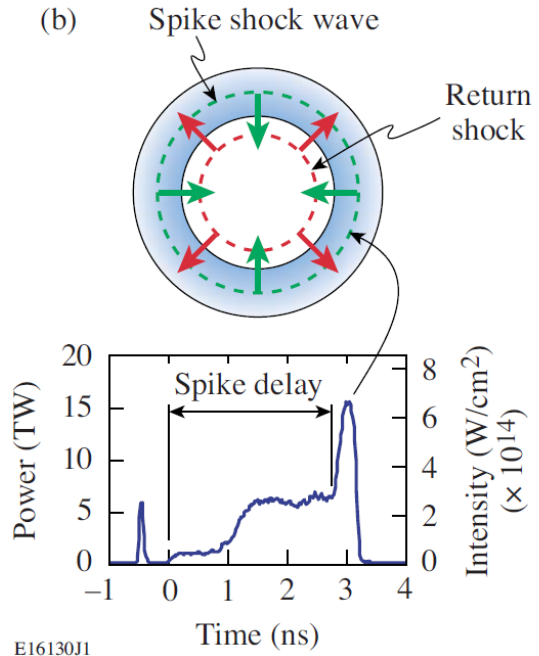 (b)
Spike shock wave
Return
shock
Spike delay
Power (TW)
20
15
10
5
0
Intensity (W/cm²)
(× 10¹⁴)
8
6
4
2
0
–1 0 1 2 3 4
Time (ns)
E16130J1